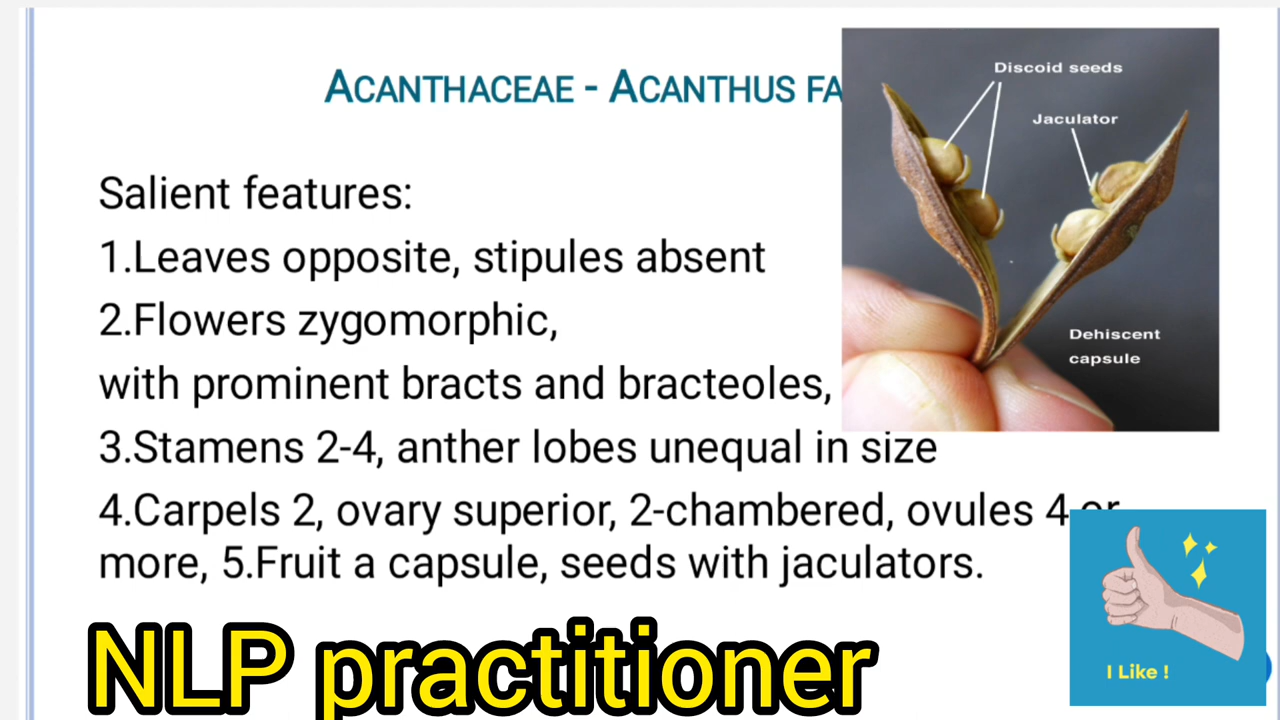 ACANTHACEAE - ACANTHUS FA
Discoid seeds
Jaculator
Dehiscent
capsule
Salient features:
1.Leaves opposite, stipules absent
2.Flowers zygomorphic,
with prominent bracts and bracteoles,
3.Stamens 2-4, anther lobes unequal in size
4.Carpels 2, ovary superior, 2-chambered, ovules 4 or
more, 5.Fruit a capsule, seeds with jaculators.
NLP practitioner
I Like !